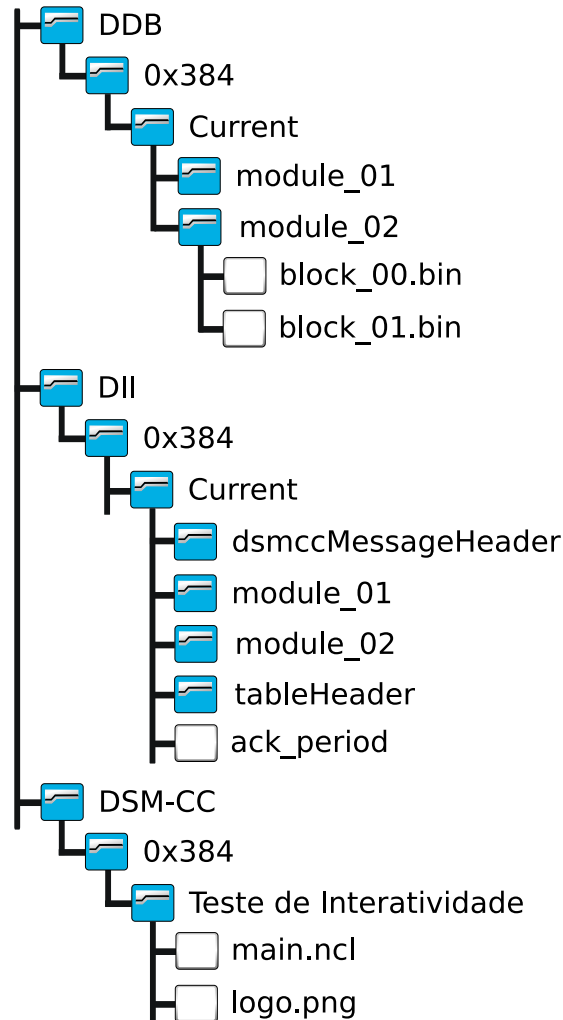 DDB
0x384
Current
module_01
module_02
block_00.bin
block_01.bin
DII
0x384
Current
dsmccMessageHeader
module_01
module_02
tableHeader
ack_period
DSM-CC
0x384
Teste de Interatividade
main.ncl
logo.png